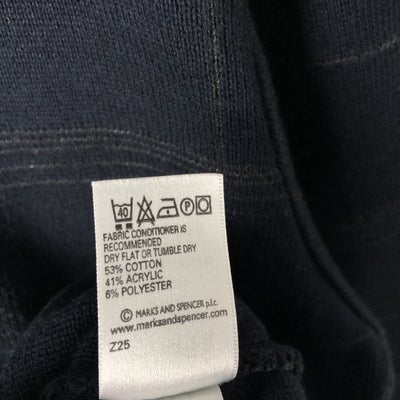 40 P
FABRIC CONDITIONER IS
RECOMMENDED
DRY FLAT OR TUMBLE DRY
53% COTTON
41% ACRYLIC
6% POLYESTER
© MARKS AND SPENCER p.l.c.
www.marksandspencer.com
Z25